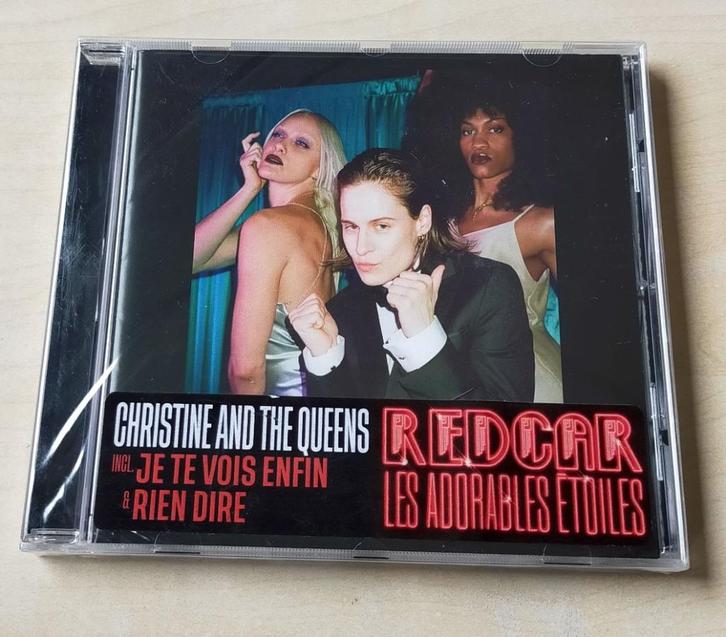 CHRISTINE AND THE QUEENS
INCL. JE TE VOIS ENFIN
& RIEN DIRE
REDCAR
LES ADORABLES ÉTOILES